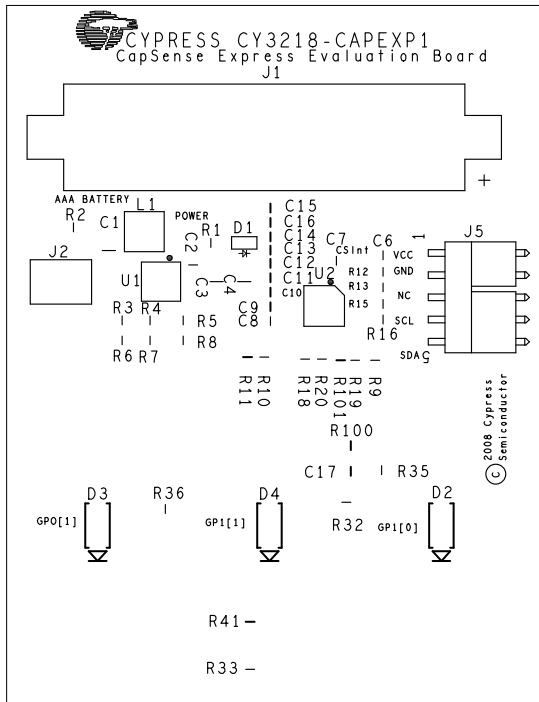 CYPRESS CY3218-CAPEXP1
CapSense Express Evaluation Board
J1
+
AAA BATTERY
R2
C1
L1
POWER
C2
R1
D1
C15
C16
C14
C13
C12
C11
C10
C7
CSInt
C6
1
J5
VCC
GND
NC
SCL
SDA
5
J2
U1
C3
C4
U2
R12
R13
R15
R16
R3
R4
R5
C9
C8
R6
R7
R8
R11
R10
R18
R20
R101
R19
R9
R100
C17
R35
© 2008 Cypress
Semiconductor
D3
R36
D4
D2
GP0[1]
GP1[1]
R32
GP1[0]
R41
R33